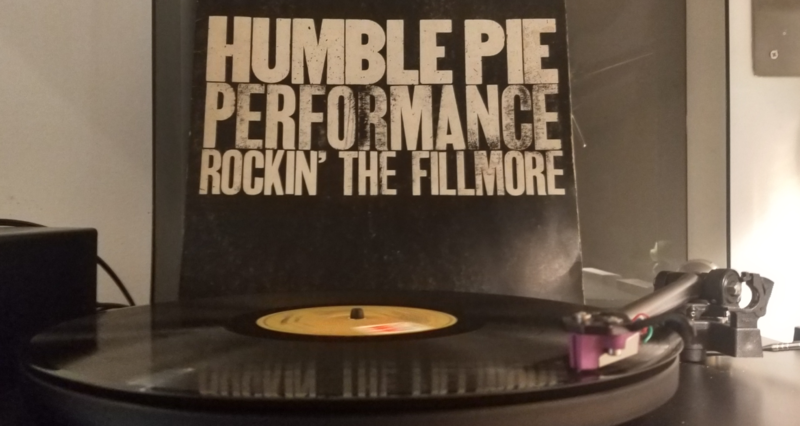 HUMBLE PIE
PERFORMANCE
ROCKIN' THE FILLMORE